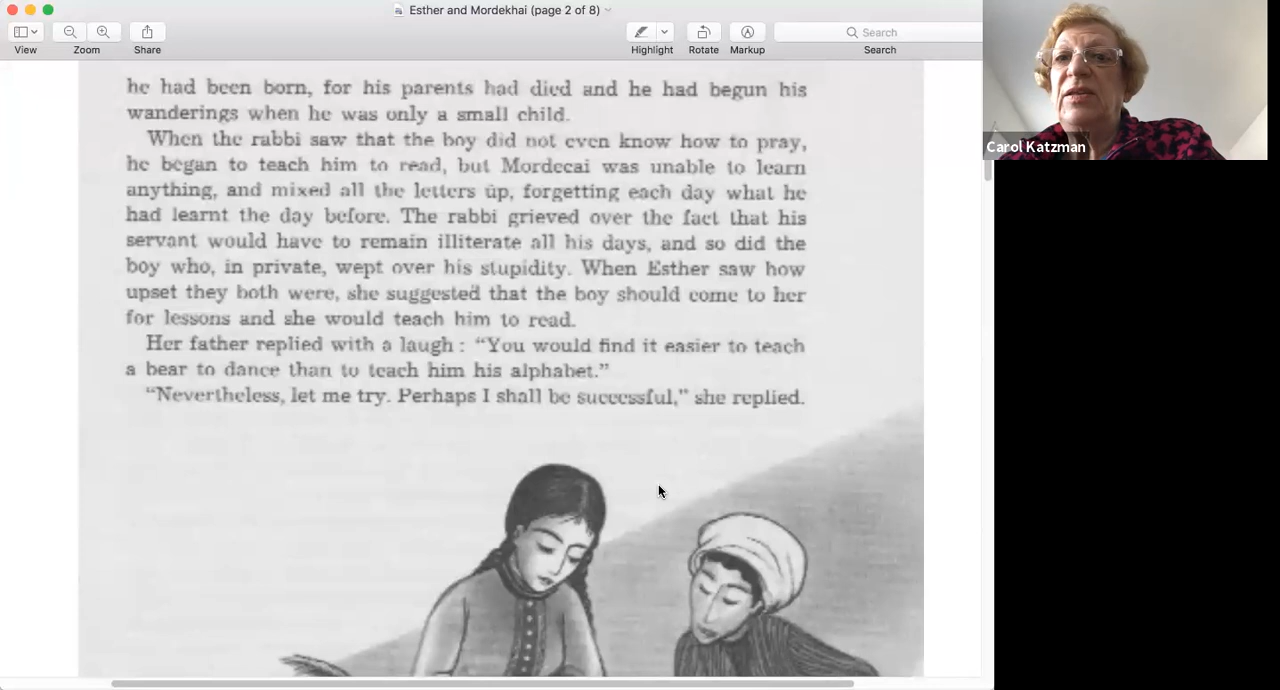 Esther and Mordekhai (page 2 of 8)
View
Zoom
Share
Highlight
Rotate
Markup
Search
Search
he had been born, for his parents had died and he had begun his
wanderings when he was only a small child.
When the rabbi saw that the boy did not even know how to pray,
he began to teach him to read, but Mordecai was unable to learn
anything, and mixed all the letters up, forgetting each day what he
had learnt the day before. The rabbi grieved over the fact that his
servant would have to remain illiterate all his days, and so did the
boy who, in private, wept over his stupidity. When Esther saw how
upset they both were, she suggested that the boy should come to her
for lessons and she would teach him to read.
Her father replied with a laugh : “You would find it easier to teach
a bear to dance than to teach him his alphabet.”
“Nevertheless, let me try. Perhaps I shall be successful,” she replied.
Carol Katzman